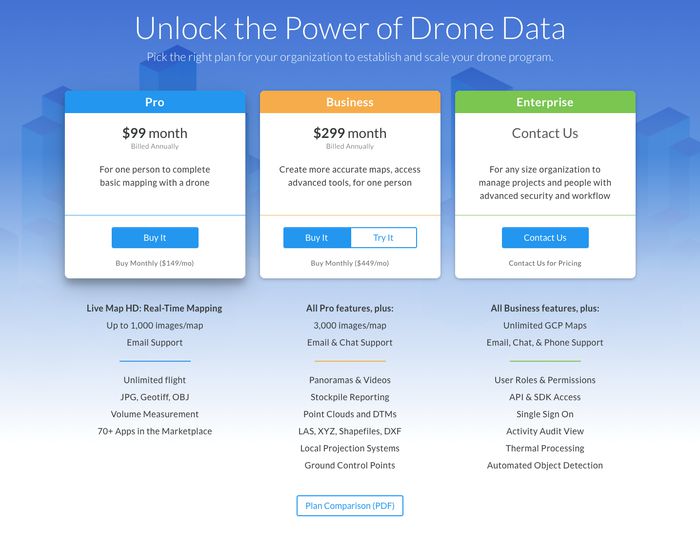 Unlock the Power of Drone Data
Pick the right plan for your organization to establish and scale your drone program.
Pro
$99 month
Billed Annually
For one person to complete
basic mapping with a drone
Buy It
Buy Monthly ($149/mo)
Business
$299 month
Billed Annually
Create more accurate maps, access
advanced tools, for one person
Buy It
Try It
Buy Monthly ($449/mo)
Enterprise
Contact Us
For any size organization to
manage projects and people with
advanced security and workflow
Contact Us
Contact Us for Pricing
Live Map HD: Real-Time Mapping
Up to 1,000 images/map
Email Support
Unlimited flight
JPG, Geotiff, OBJ
Volume Measurement
70+ Apps in the Marketplace
All Pro features, plus:
3,000 images/map
Email & Chat Support
Panoramas & Videos
Stockpile Reporting
Point Clouds and DTMs
LAS, XYZ, Shapefiles, DXF
Local Projection Systems
Ground Control Points
All Business features, plus:
Unlimited GCP Maps
Email, Chat, & Phone Support
User Roles & Permissions
API & SDK Access
Single Sign On
Activity Audit View
Thermal Processing
Automated Object Detection
Plan Comparison (PDF)